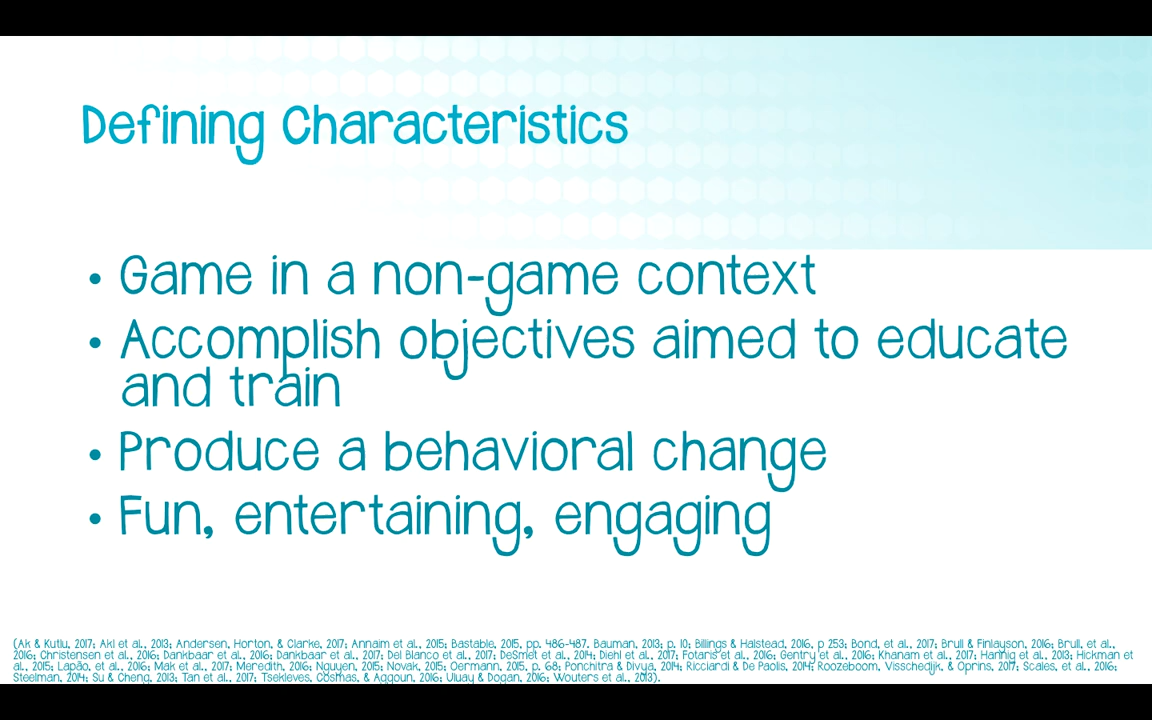 Defining Characteristics
• Game in a non-game context
• Accomplish objectives aimed to educate
and train
• Produce a behavioral change
• Fun, entertaining, engaging
(Ak & Kutlu, 2017; Akl et al., 2013; Andersen, Horton, & Clarke, 2017; Annaim et al., 2015; Bastable, 2015, pp. 486-487, Bauman, 2013; p. 10; Billings & Halstead, 2016, p 253; Bond, et al., 2017; Brull & Finlayson, 2016; Brull, et al.,
2016; Christensen et al., 2016; Dankbaar et al., 2016; Dankbaar et al., 2017; Del Blanco et al., 2017; DeSmet et al., 2014; Diehl et al., 2017; Fotaris et al., 2016; Gentry et al., 2016; Khanam et al., 2017; Hannig et al., 2013; Hickman et
al., 2015; Lapão, et al., 2016; Mak et al., 2017; Meredith, 2016; Nguyen, 2015; Novak, 2015; Oermann, 2015, p. 68; Ponchitra & Divya, 2014; Ricciardi & De Paolis, 2014; Roozeboom, Visschedijk, & Oprins, 2017; Scales, et al., 2016;
Steelman, 2014; Su & Cheng, 2013; Tan et al., 2017; Tsekleves, Cosmas, & Aggoun, 2016; Uluay & Dogan, 2016; Wouters et al., 2013).